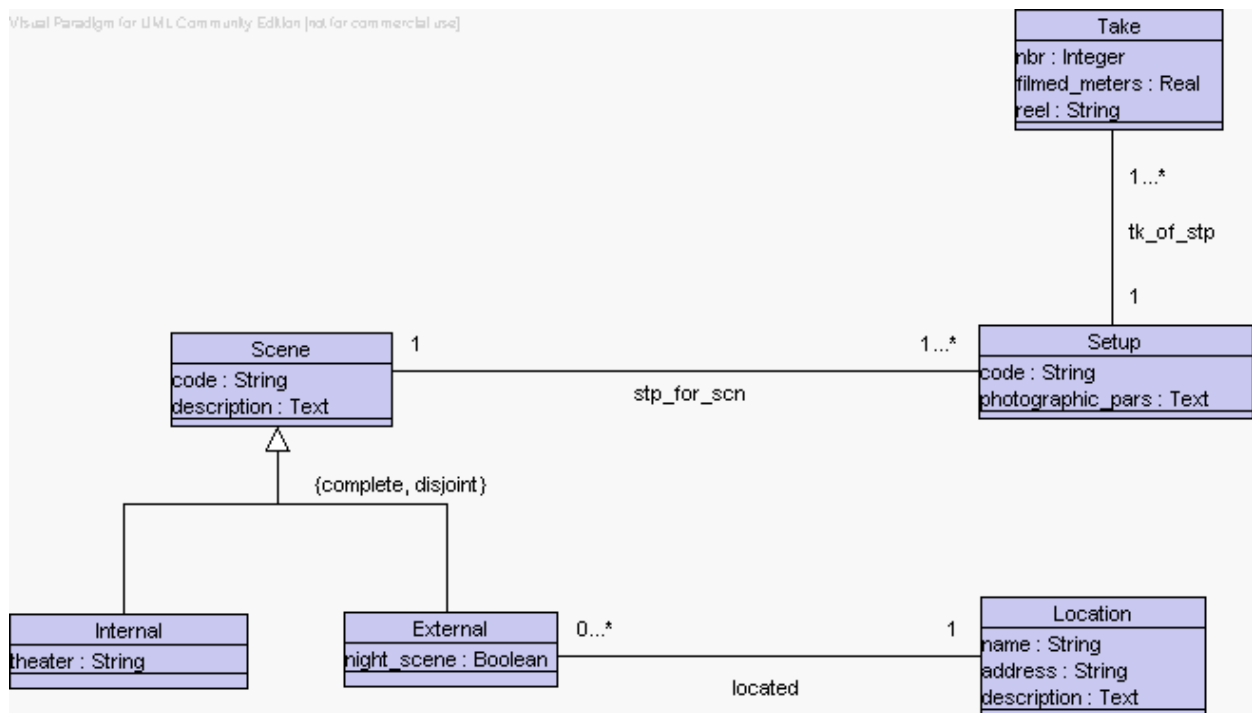 Visual Paradigm for UML Community Edition [not for commercial use]
Take
nbr : Integer
filmed_meters : Real
reel : String
1...*
tk_of_stp
1
Scene
code : String
description : Text
1
1...*
stp_for_scn
Setup
code : String
photographic_pars : Text
{complete, disjoint}
Internal
theater : String
External
night_scene : Boolean
0...*
1
located
Location
name : String
address : String
description : Text